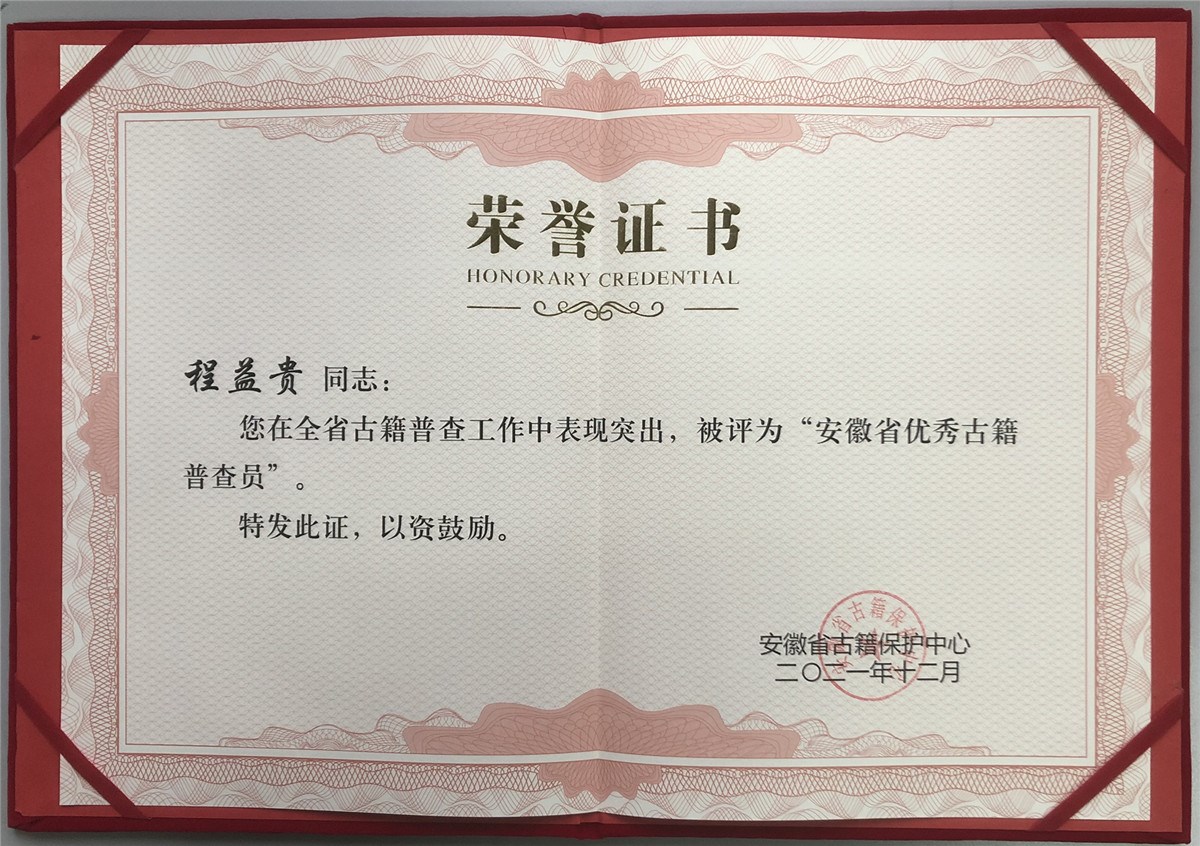 荣誉证书
HONORARY CREDENTIAL
程益贵 同志：
您在全省古籍普查工作中表现突出，被评为“安徽省优秀古籍
普查员”。
特发此证，以资鼓励。
安徽省古籍保护中心
二〇二一年十二月